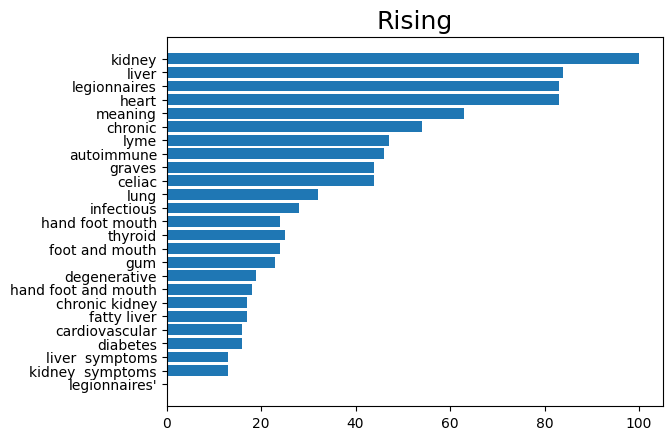 Rising
kidney
liver
legionnaires
heart
meaning
chronic
lyme
autoimmune
graves
celiac
lung
infectious
hand foot mouth
thyroid
foot and mouth
gum
degenerative
hand foot and mouth
chronic kidney
fatty liver
cardiovascular
diabetes
liver  symptoms
kidney  symptoms
legionnaires'
0 20 40 60 80 100